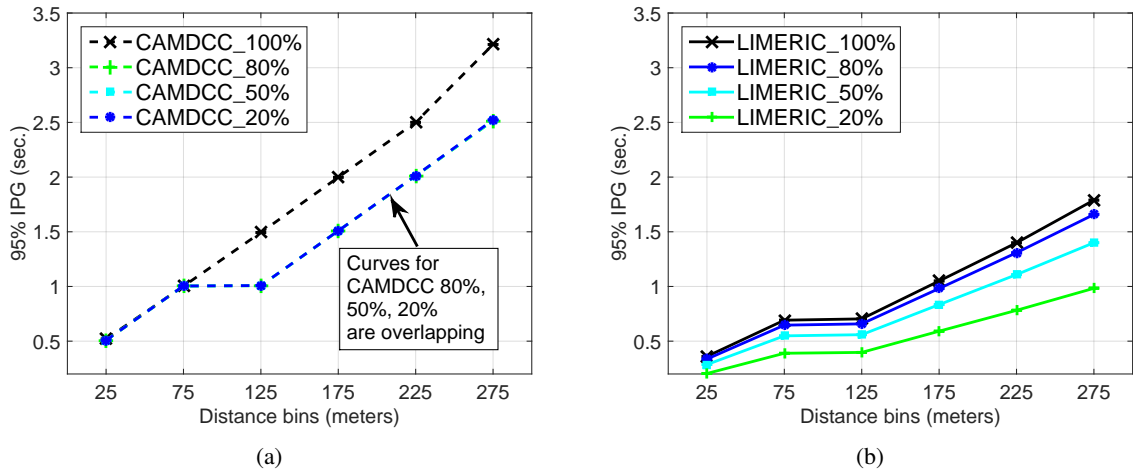 3.5
3
2.5
2
1.5
1
0.5
95% IPG (sec.)
CAMDCC_100%
CAMDCC_80%
CAMDCC_50%
CAMDCC_20%
Curves for
CAMDCC 80%,
50%, 20%
are overlapping
25 75 125 175 225 275
Distance bins (meters)
(a)
3.5
3
2.5
2
1.5
1
0.5
95% IPG (sec.)
LIMERIC_100%
LIMERIC_80%
LIMERIC_50%
LIMERIC_20%
25 75 125 175 225 275
Distance bins (meters)
(b)